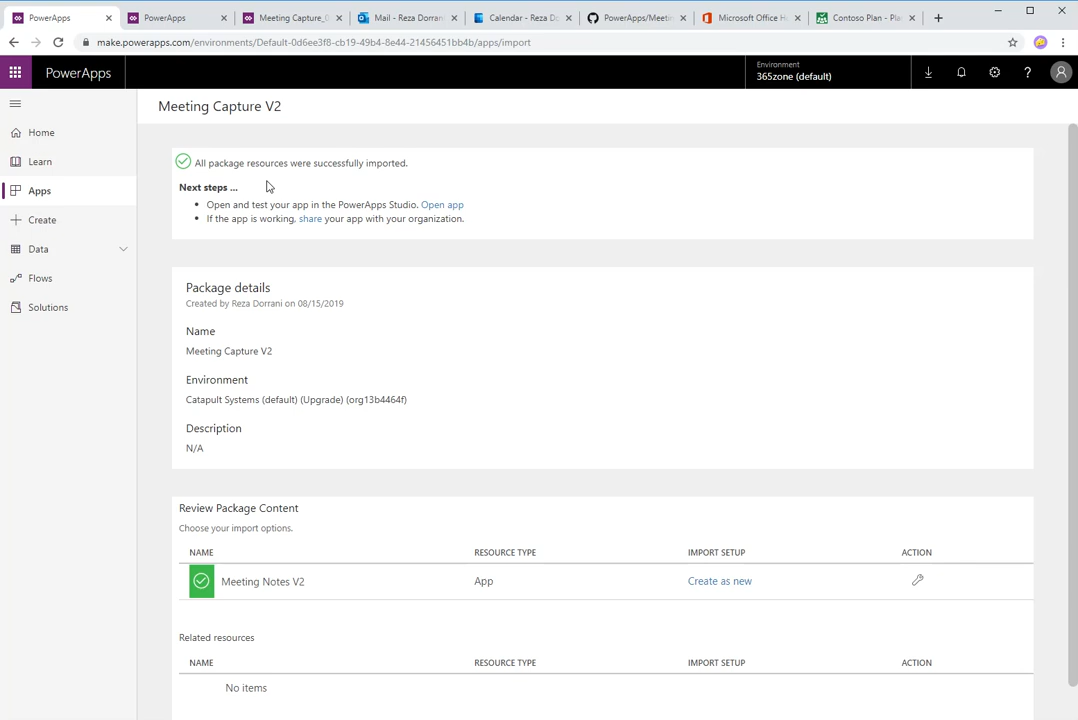 PowerApps
PowerApps
Meeting Capture_0
Mail - Reza Dorrani
Calendar - Reza Do
PowerApps/Meetin
Microsoft Office H
Contoso Plan - Pla
make.powerapps.com/environments/Default-0d6ee3f8-cb19-49b4-8e44-21456451bb4b/apps/import
PowerApps
Environment
365zone (default)
Home
Learn
Apps
Create
Data
Flows
Solutions
Meeting Capture V2
All package resources were successfully imported.
Next steps ...
Open and test your app in the PowerApps Studio. Open app
If the app is working, share your app with your organization.
Package details
Created by Reza Dorrani on 08/15/2019
Name
Meeting Capture V2
Environment
Catapult Systems (default) (Upgrade) (org13b4464f)
Description
N/A
Review Package Content
Choose your import options.
NAME RESOURCE TYPE IMPORT SETUP ACTION
Meeting Notes V2 App Create as new
Related resources
NAME RESOURCE TYPE IMPORT SETUP ACTION
No items